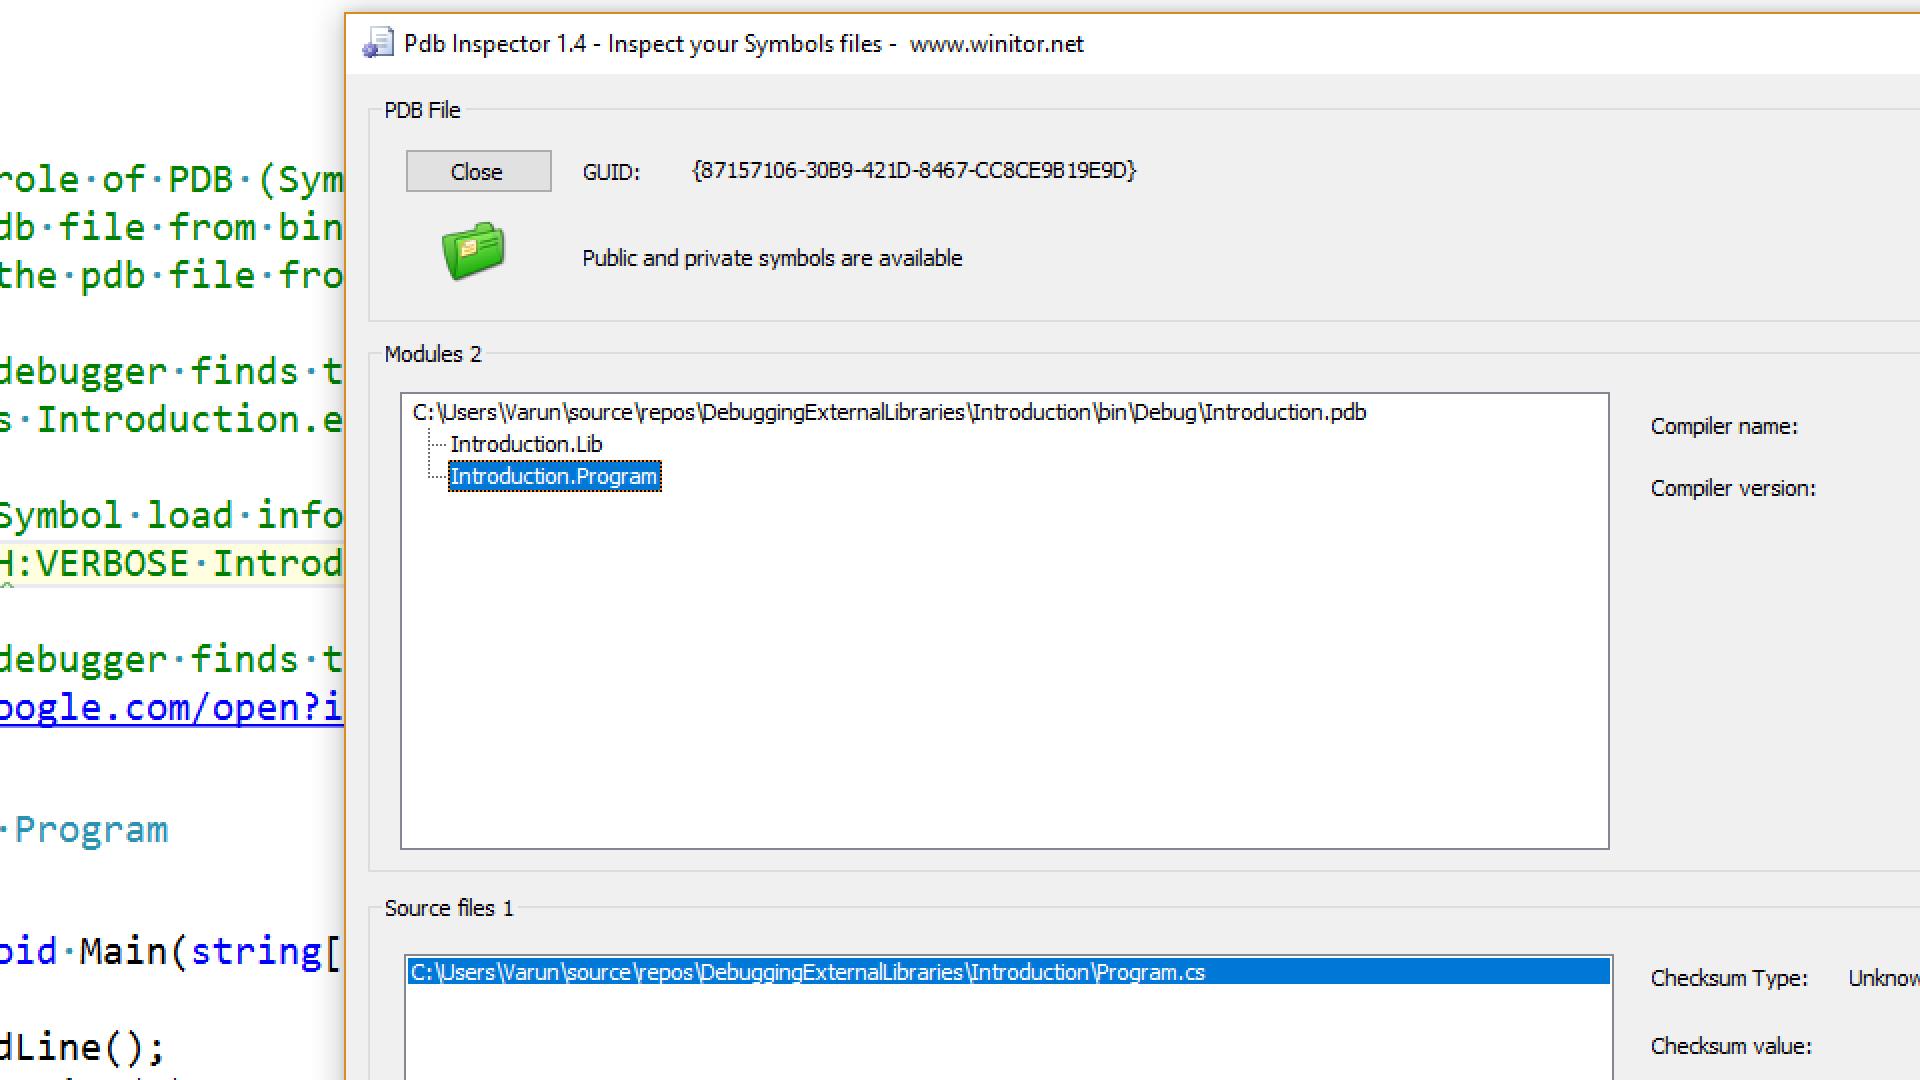 Pdb Inspector 1.4 - Inspect your Symbols files - www.winitor.net
PDB File
Close
GUID: {87157106-30B9-421D-8467-CC8CE9B19E9D}
Public and private symbols are available
Modules 2
C:\Users\Varun\source\repos\DebuggingExternalLibraries\Introduction\bin\Debug\Introduction.pdb
Introduction.Lib
Introduction.Program
Compiler name:
Compiler version:
Source files 1
C:\Users\Varun\source\repos\DebuggingExternalLibraries\Introduction\Program.cs
Checksum Type: Unknow
Checksum value:
role of PDB (Sym
db file from bin
the pdb file fro
debugger finds t
s Introduction.e
Symbol load info
H:VERBOSE Introd
debugger finds t
oogle.com/open?i
Program
oid Main(string[
dLine();